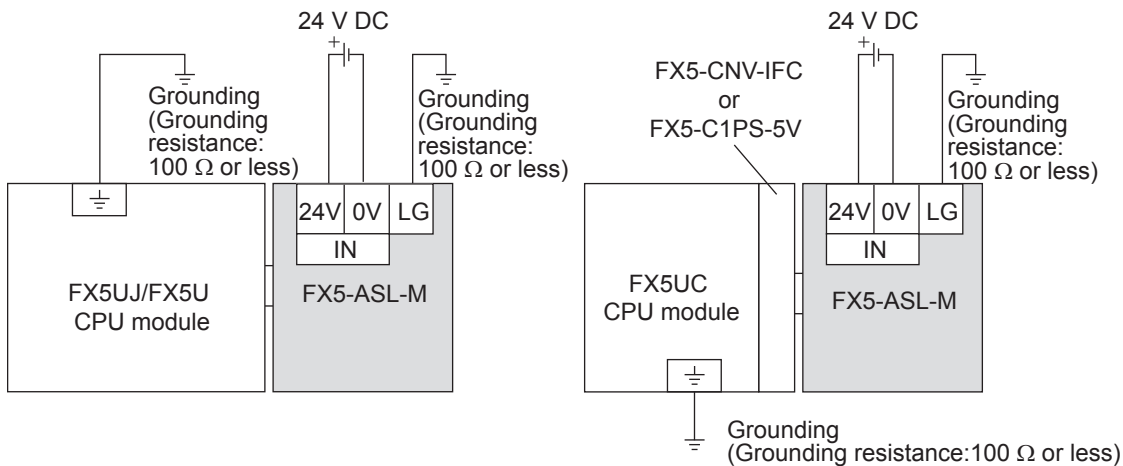 24 V DC
+
Grounding
(Grounding
resistance:
100 Ω or less)
Grounding
(Grounding
resistance:
100 Ω or less)
24V 0V LG
IN
FX5UJ/FX5U
CPU module
FX5-ASL-M
24 V DC
+
FX5-CNV-IFC
or
FX5-C1PS-5V
Grounding
(Grounding
resistance:
100 Ω or less)
24V 0V LG
IN
FX5UC
CPU module
FX5-ASL-M
Grounding
(Grounding resistance:100 Ω or less)